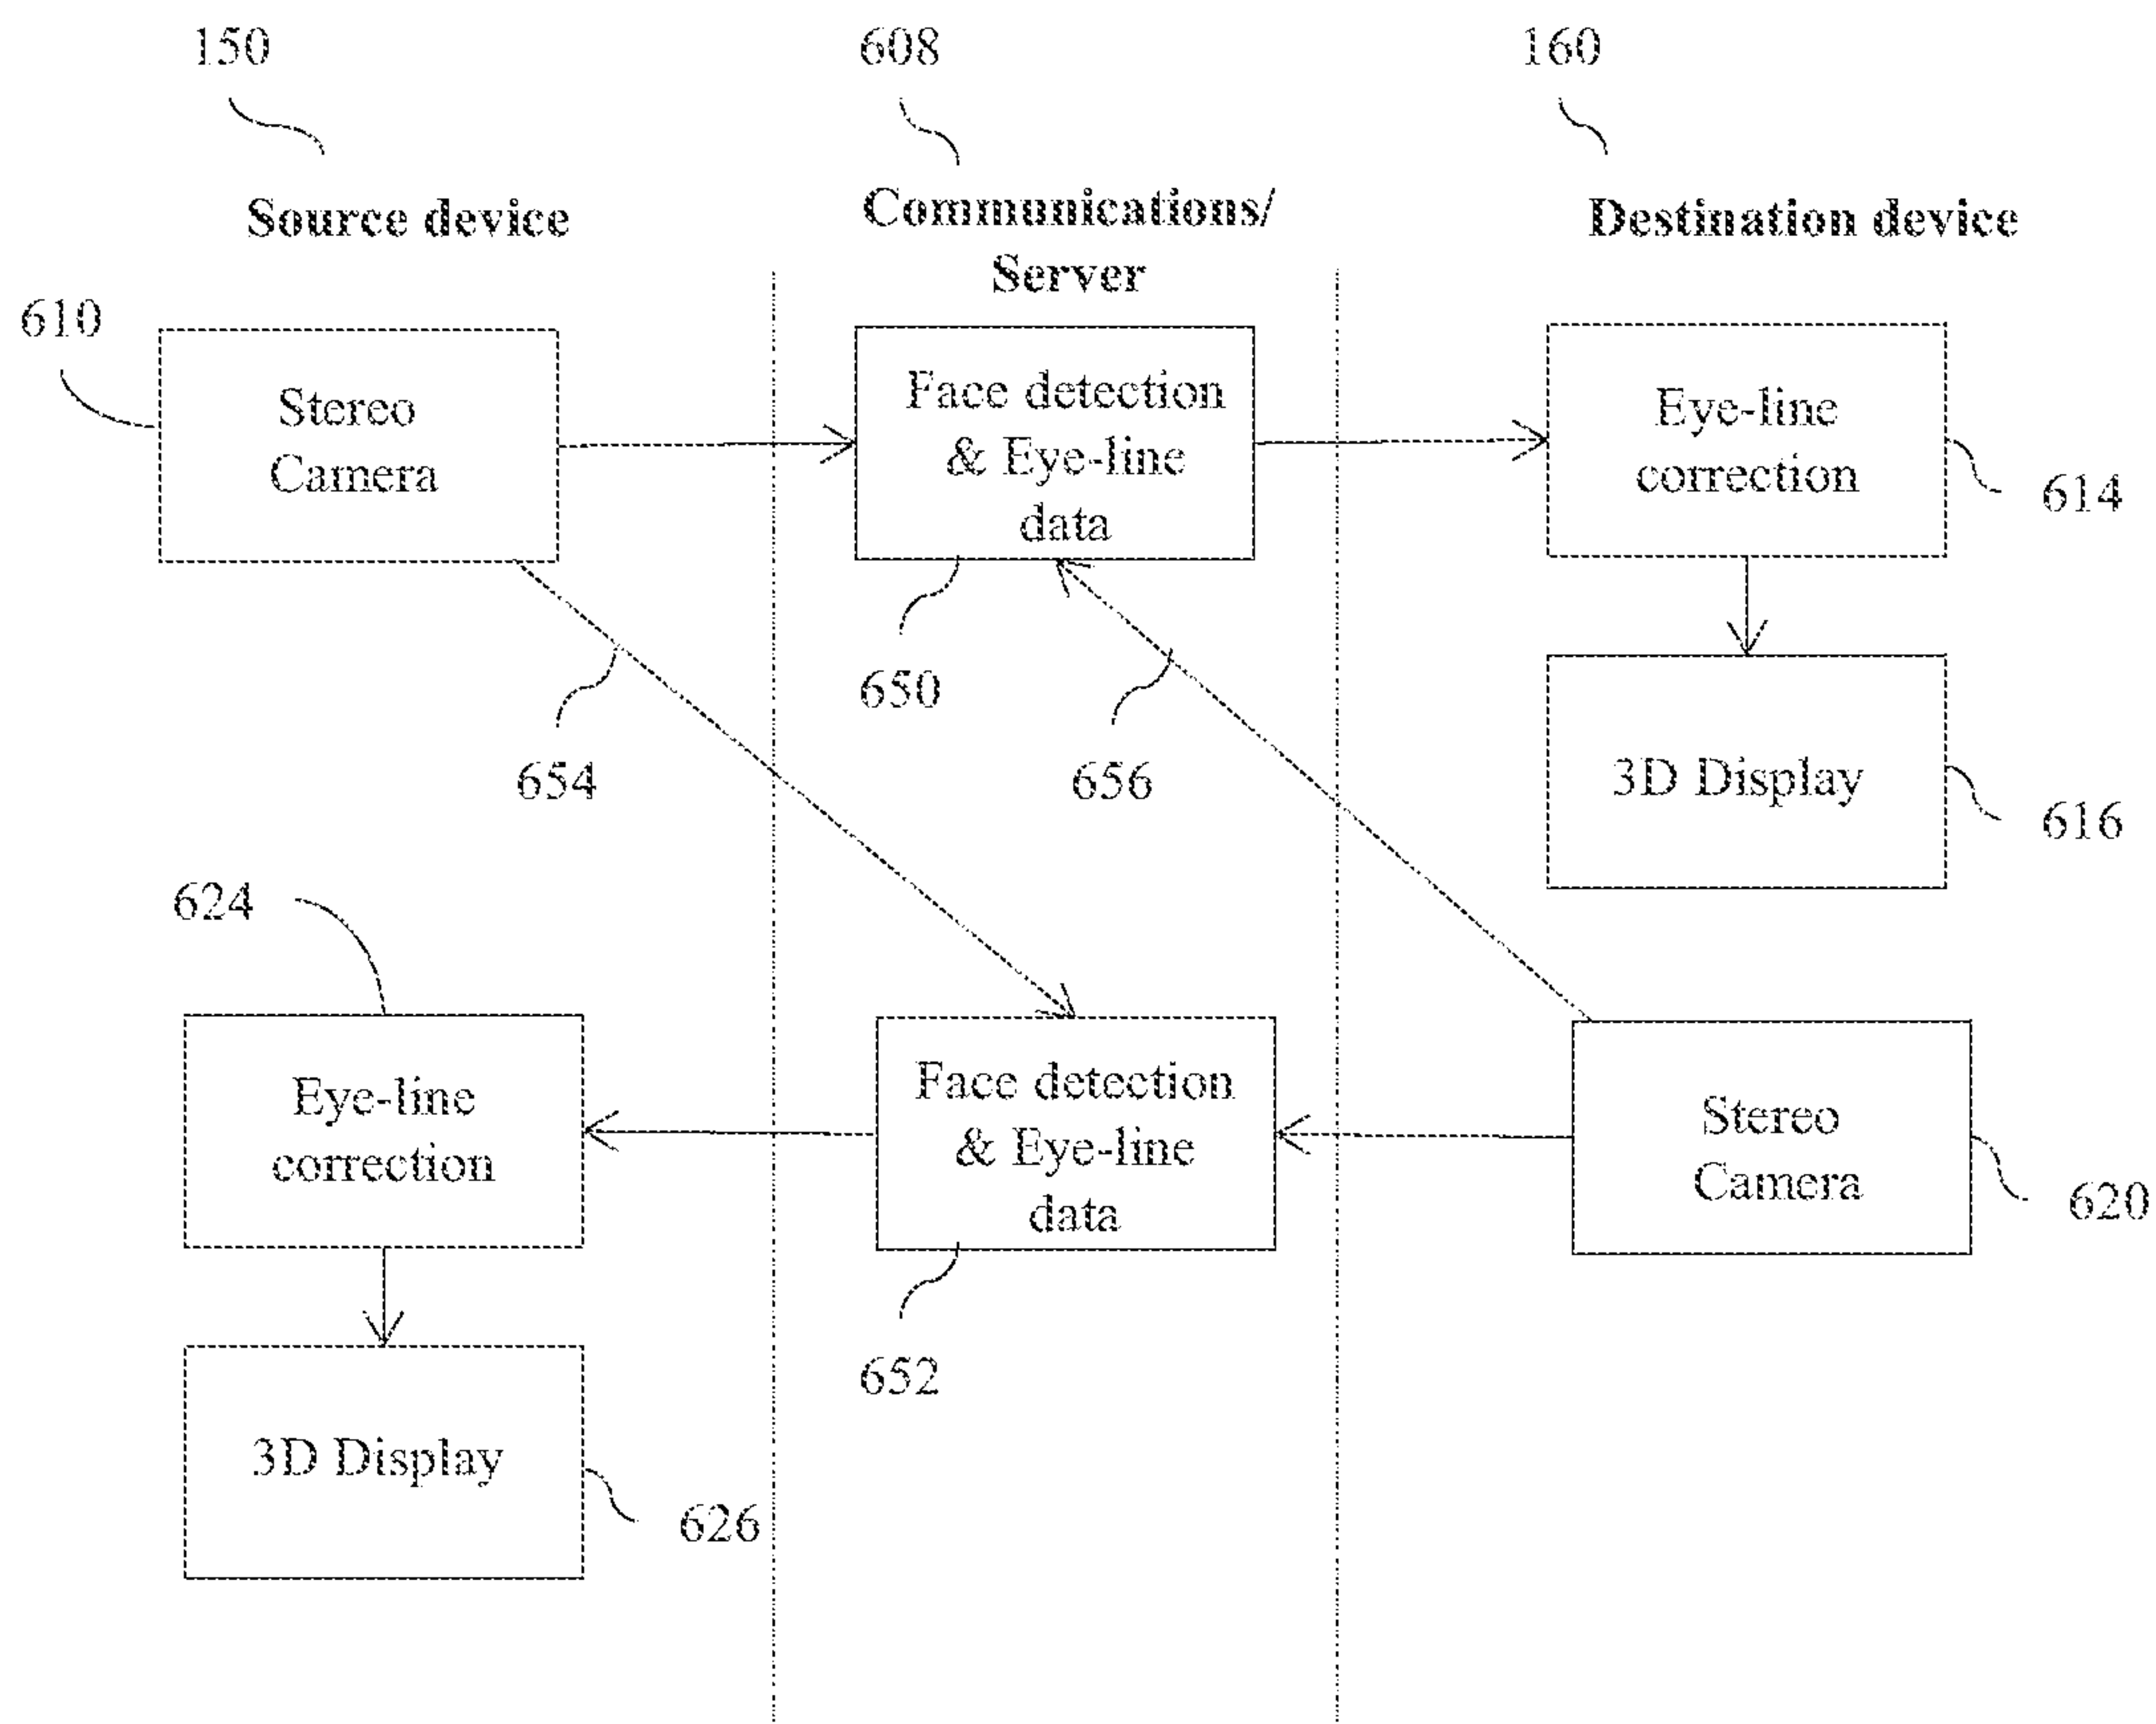 150
608
160
Source device
Communications/
Server
Destination device
610
Stereo
Camera
Face detection
& Eye-line
data
Eye-line
correction
614
650
654
656
3D Display
616
624
Eye-line
correction
Face detection
& Eye-line
data
Stereo
Camera
620
652
3D Display
626